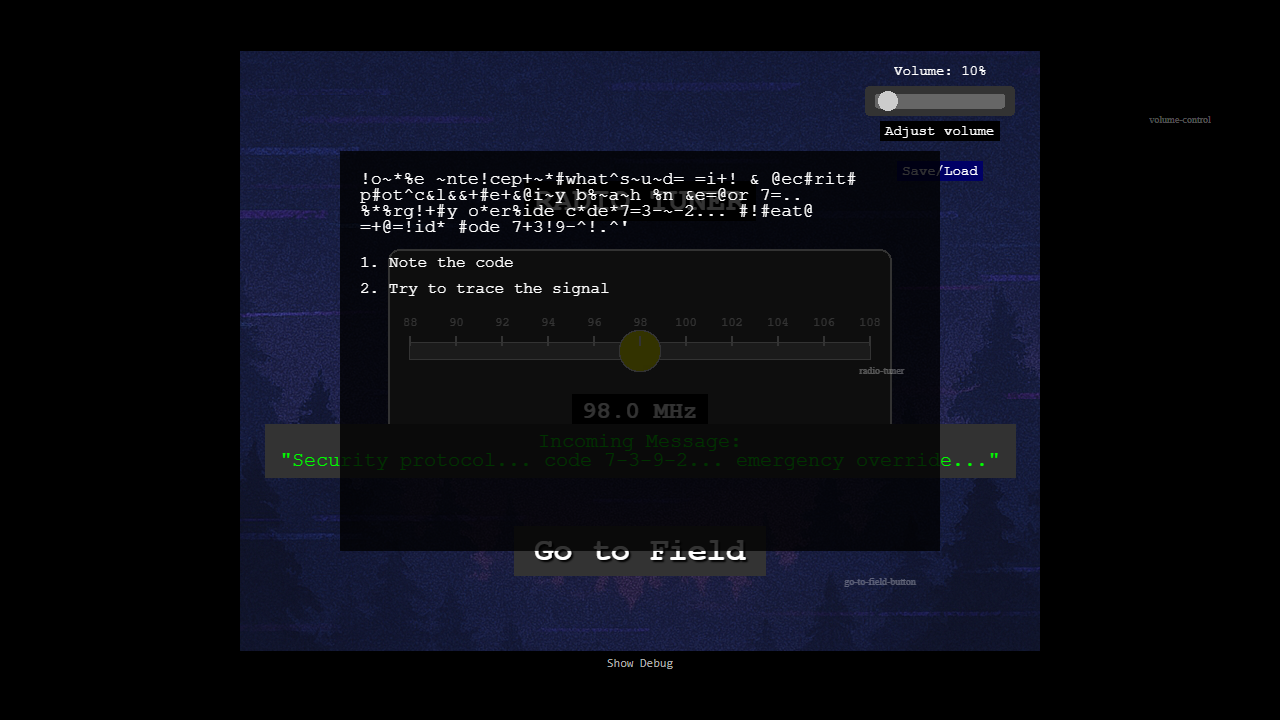 Volume: 10%
Adjust volume
volume-control
Save/Load
!o~*%e ~nte!cep+~*#what^s~u~d= =i+! & @ec#rit#
p#ot^c&l&&+#e+&@i~y b%~a~h %n &e=@or 7=..
%*%rg!+#y o*er%ide c*de*7=3-~-2... #!#eat@
=+@=!id* #ode 7+3!9-^!.^'
RADIO TUNER
1. Note the code
2. Try to trace the signal
88 90 92 94 96 98 100 102 104 106 108
radio-tuner
98.0 MHz
Incoming Message:
"Security protocol... code 7-3-9-2... emergency override..."
Go to Field
go-to-field-button
Show Debug